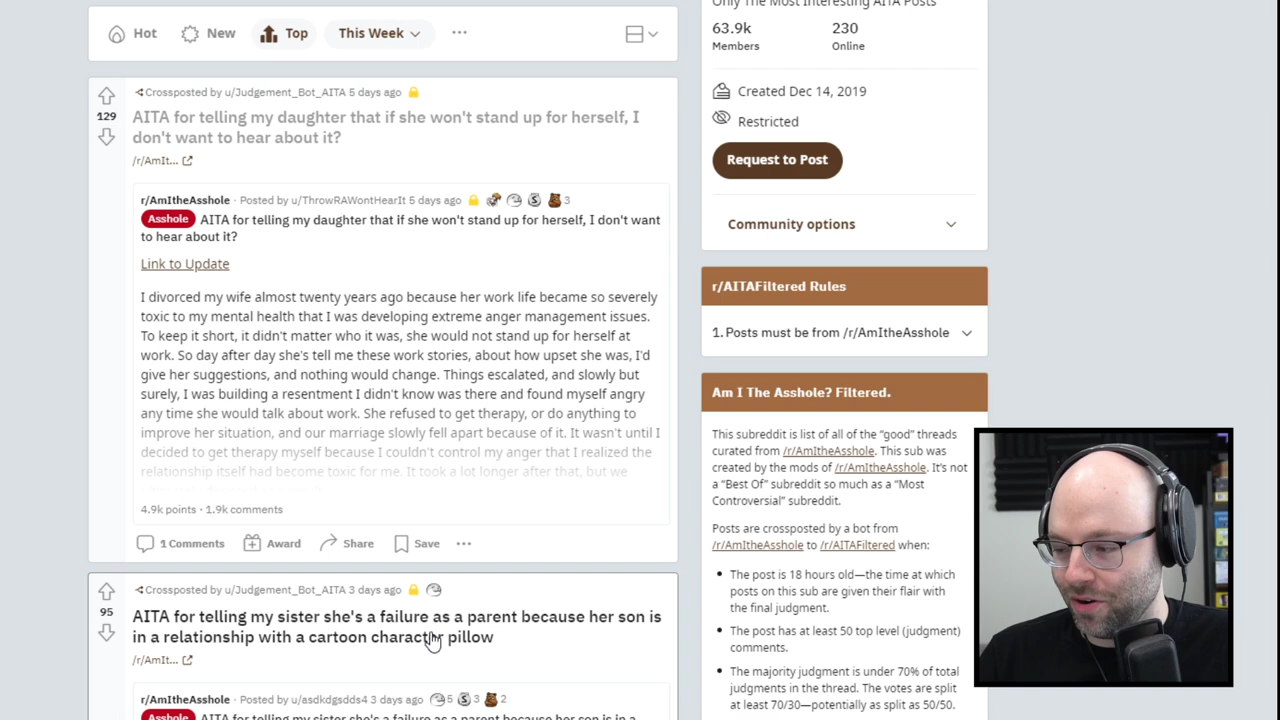 Hot
New
Top
This Week
Crossposted by u/Judgement_Bot_AITA 5 days ago
129
AITA for telling my daughter that if she won't stand up for herself, I
don't want to hear about it?
/r/AmIt...
r/AmItheAsshole · Posted by u/ThrowRAWontHearIt 5 days ago 3
Asshole AITA for telling my daughter that if she won't stand up for herself, I don't want
to hear about it?
Link to Update
I divorced my wife almost twenty years ago because her work life became so severely
toxic to my mental health that I was developing extreme anger management issues.
To keep it short, it didn't matter who it was, she would not stand up for herself at
work. So day after day she's tell me these work stories, about how upset she was, I'd
give her suggestions, and nothing would change. Things escalated, and slowly but
surely, I was building a resentment I didn't know was there and found myself angry
any time she would talk about work. She refused to get therapy, or do anything to
improve her situation, and our marriage slowly fell apart because of it. It wasn't until I
decided to get therapy myself because I couldn't control my anger that I realized the
relationship itself had become toxic for me. It took a lot longer after that, but we
4.9k points · 1.9k comments
1 Comments
Award
Share
Save
Crossposted by u/Judgement_Bot_AITA 3 days ago
95
AITA for telling my sister she's a failure as a parent because her son is
in a relationship with a cartoon character pillow
/r/AmIt...
r/AmItheAsshole · Posted by u/asdkdgsdds4 3 days ago 5 3 2
Asshole AITA for telling my sister she's a failure as a parent because her son is in a
Only The Most Interesting AITA Posts
63.9k
Members
230
Online
Created Dec 14, 2019
Restricted
Request to Post
Community options
r/AITAFiltered Rules
1. Posts must be from /r/AmItheAsshole
Am I The Asshole? Filtered.
This subreddit is list of all of the “good” threads
curated from /r/AmItheAsshole. This sub was
created by the mods of /r/AmItheAsshole. It’s not
a “Best Of” subreddit so much as a “Most
Controversial” subreddit.
Posts are crossposted by a bot from
/r/AmItheAsshole to /r/AITAFiltered when:
The post is 18 hours old—the time at which
posts on this sub are given their flair with
the final judgment.
The post has at least 50 top level (judgment)
comments.
The majority judgment is under 70% of total
judgments in the thread. The votes are split
at least 70/30—potentially as split as 50/50.